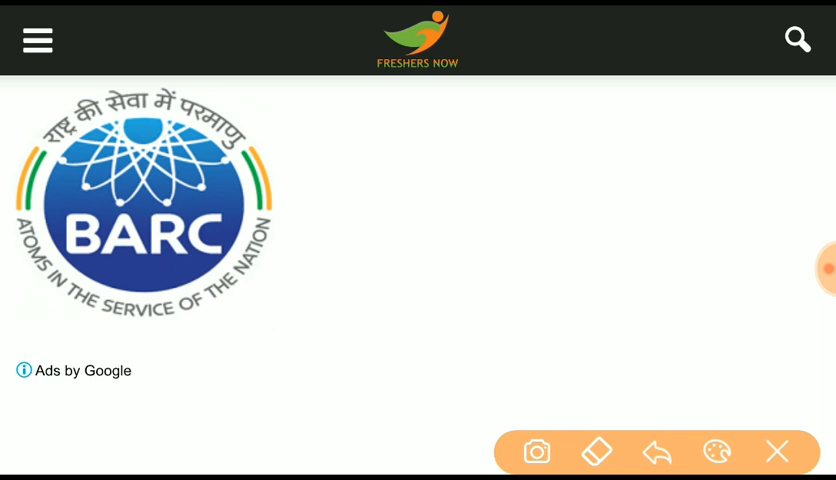 FRESHERS NOW
राष्ट्र की सेवा में परमाणु
BARC
ATOMS IN THE SERVICE OF THE NATION
Ads by Google